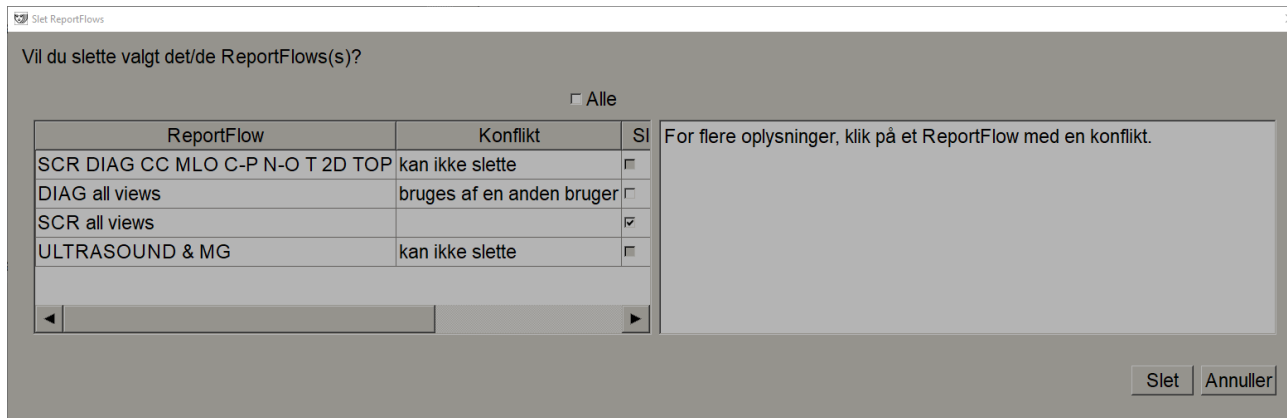 Slet ReportFlows
Vil du slette valgt det/de ReportFlows(s)?
Alle
ReportFlow Konflikt Sl
SCR DIAG CC MLO C-P N-O T 2D TOP kan ikke slette
DIAG all views bruges af en anden bruger
SCR all views
ULTRASOUND & MG kan ikke slette
For flere oplysninger, klik på et ReportFlow med en konflikt.
Slet Annuller